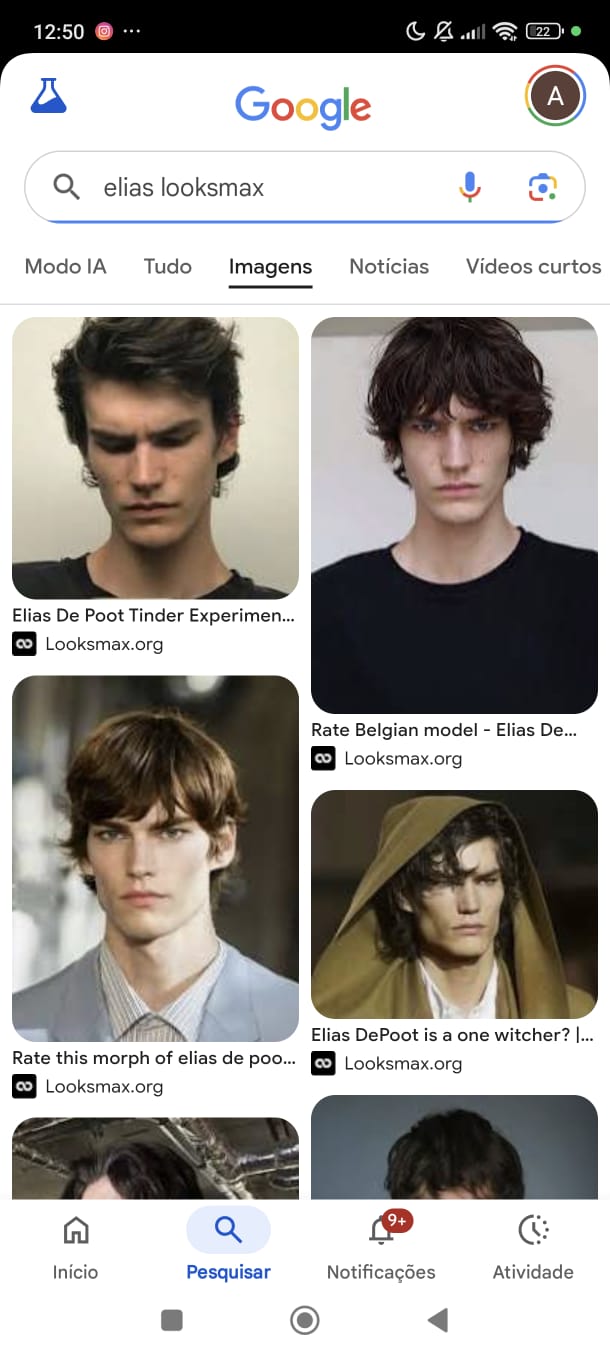 12:50
22
A
Google
elias looksmax
Modo IA Tudo Imagens Notícias Vídeos curtos
Elias De Poot Tinder Experimen...
Looksmax.org
Rate Belgian model - Elias De...
Looksmax.org
Rate this morph of elias de poo...
Looksmax.org
Elias DePoot is a one witcher? |...
Looksmax.org
9+
Início Pesquisar Notificações Atividade